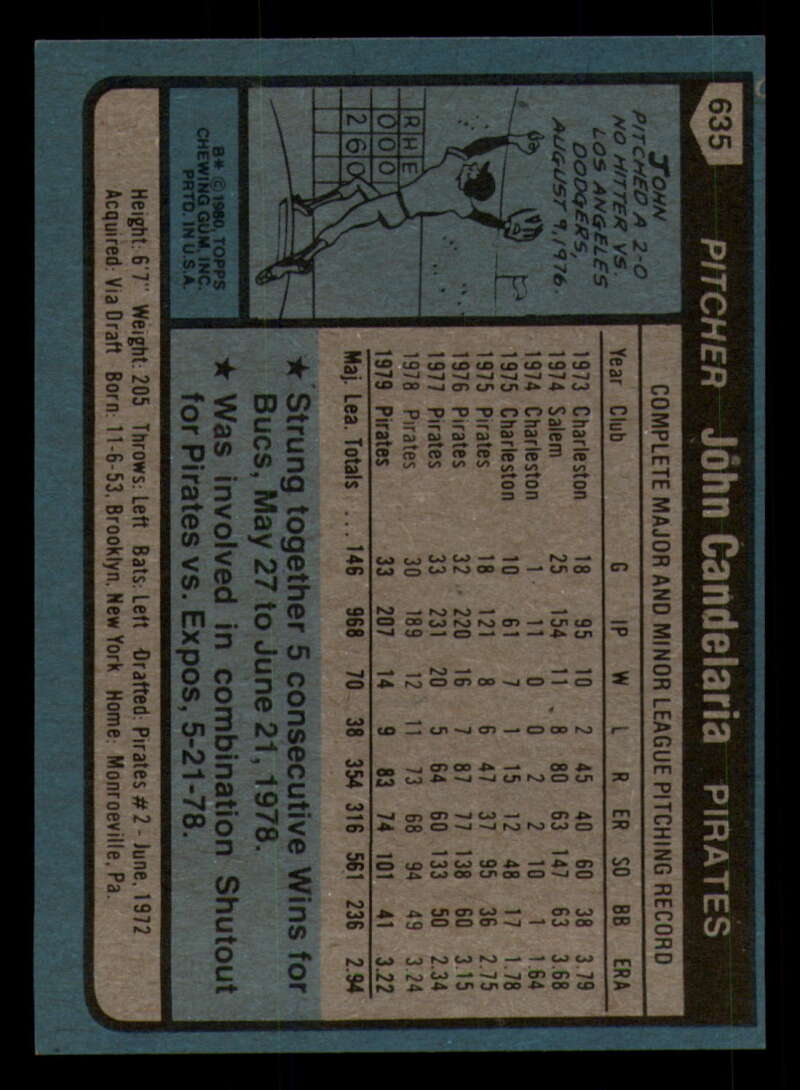 635 PITCHER John Candelaria PIRATES
JOHN
PITCHED A 2-0
NO HITTER VS.
LOS ANGELES
DODGERS,
AUGUST 9, 1976.
R H E
0 0 0
2 6 0
B* © 1980 TOPPS
CHEWING GUM, INC.
PRTD. IN U.S.A.
COMPLETE MAJOR AND MINOR LEAGUE PITCHING RECORD
Year Club G IP W L R ER SO BB ERA
1973 Charleston 18 95 10 2 45 40 60 38 3.79
1974 Salem 25 154 11 8 80 63 147 63 3.68
1974 Charleston 1 11 0 0 2 2 10 1 1.64
1975 Charleston 10 61 7 1 15 12 48 17 1.78
1975 Pirates 18 121 8 6 47 37 95 36 2.75
1976 Pirates 32 220 16 7 87 77 138 60 3.15
1977 Pirates 33 231 20 5 64 60 133 50 2.34
1978 Pirates 30 189 12 11 73 68 94 49 3.24
1979 Pirates 33 207 14 9 83 74 101 41 3.22
Maj. Lea. Totals ... 146 968 70 38 354 316 561 236 2.94
★ Strung together 5 consecutive Wins for
Bucs, May 27 to June 21, 1978.
★ Was involved in combination Shutout
for Pirates vs. Expos, 5-21-78.
Height: 6'7" Weight: 205 Throws: Left Bats: Left Drafted: Pirates #2 - June, 1972
Acquired: Via Draft Born: 11-6-53, Brooklyn, New York Home: Monroeville, Pa.